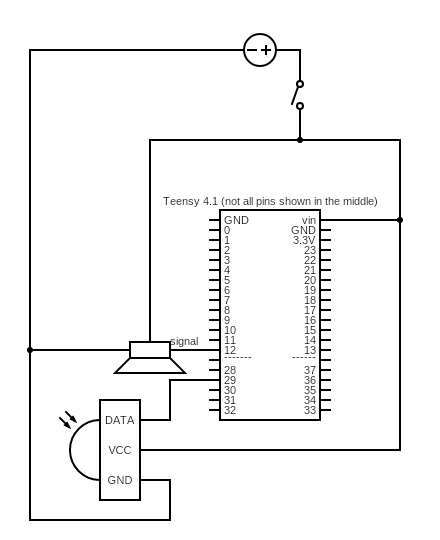 Teensy 4.1 (not all pins shown in the middle)
GND vin
0 GND
1 3.3V
2 23
3 22
4 21
5 20
6 19
7 18
8 17
9 16
10 15
11 14
signal 12 13
------- ------
28 37
29 36
30 35
31 34
32 33
DATA
VCC
GND